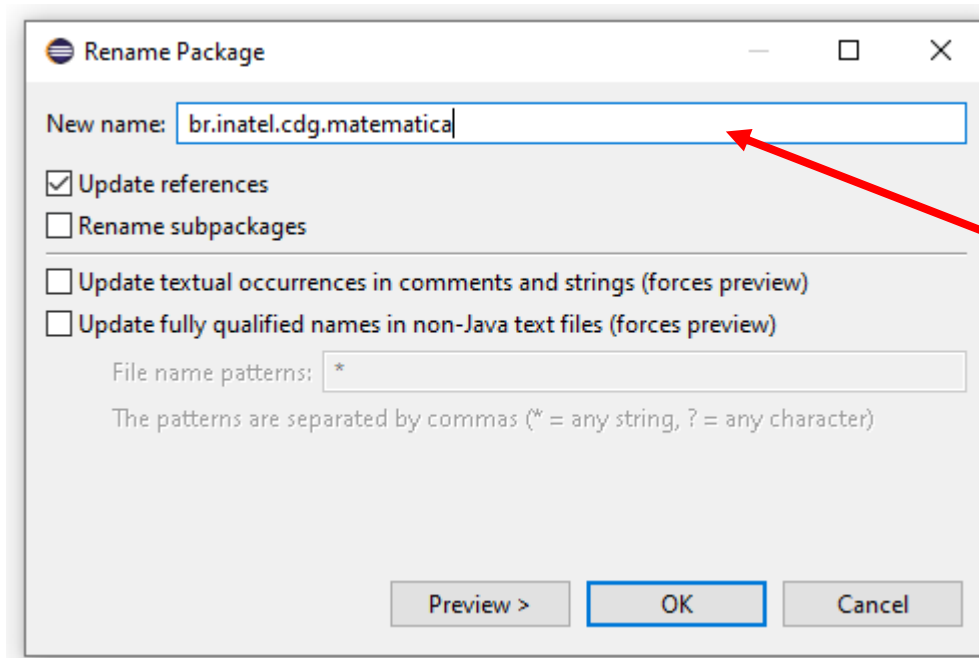 Rename Package
New name: br.inatel.cdg.matematica
Update references
Rename subpackages
Update textual occurrences in comments and strings (forces preview)
Update fully qualified names in non-Java text files (forces preview)
File name patterns: *
The patterns are separated by commas (* = any string, ? = any character)
Preview > OK Cancel